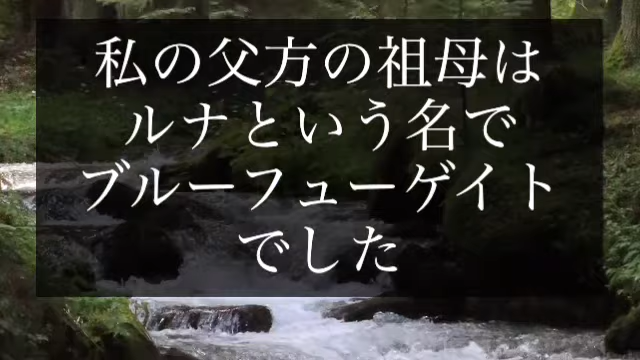 私の父方の祖母は
ルナという名で
ブルーフューゲイト
でした